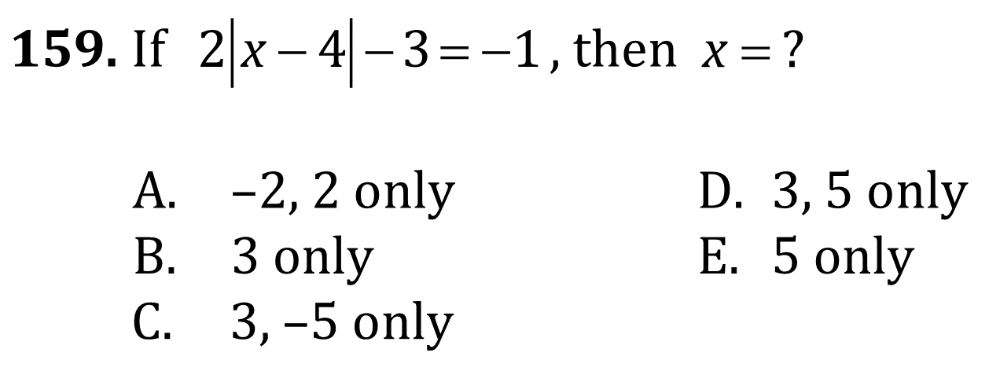 159. If 2|x – 4| – 3 = –1, then x = ?
A. –2, 2 only
B. 3 only
C. 3, –5 only
D. 3, 5 only
E. 5 only